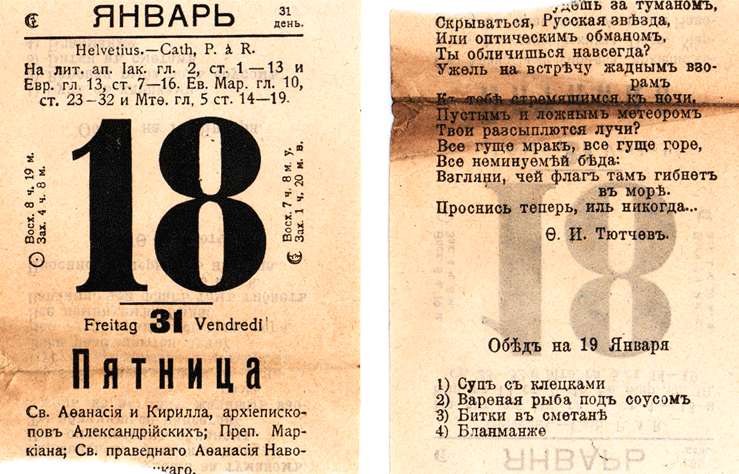 ЯНВАРЬ
31
день.
Helvetius.—Cath, P. à R.
На лит. ап. Іак. гл. 2, ст. 1—13 и
Евр. гл. 13, ст. 7—16. Ев. Мар. гл. 10,
ст. 23—32 и Мтѳ. гл, 5 ст. 14—19.
Восх. 8 ч. 19 м.
Зах. 4 ч. 8 м.
18
Восх. 7 ч. 8 м. у.
Зах. 1 ч. 20 м. в.
Freitag 31 Vendredi
Пятница
Св. Аѳанасія и Кирилла, архіеписко-
повъ Александрійскихъ; Преп. Мар-
кіана; Св. праведнаго Аѳанасія Наво-
за туманомъ,
Скрываться, Русская звѣзда,
Или оптическимъ обманомъ,
Ты обличишься навсегда?
Ужель на встрѣчу жаднымъ взо-
рамъ
Къ тебѣ стремящимся къ ночи,
Пустымъ и ложнымъ метеоромъ
Твои разсыплются лучи?
Все гуще мракъ, все гуще горе,
Все неминуемѣй бѣда:
Взгляни, чей флагъ тамъ гибнетъ
въ морѣ.
Проснись теперь, иль никогда...
Ѳ. И. Тютчевъ.
Обѣдъ на 19 Января
1) Супъ съ клецками
2) Вареная рыба подъ соусомъ
3) Битки въ сметанѣ
4) Бланманже